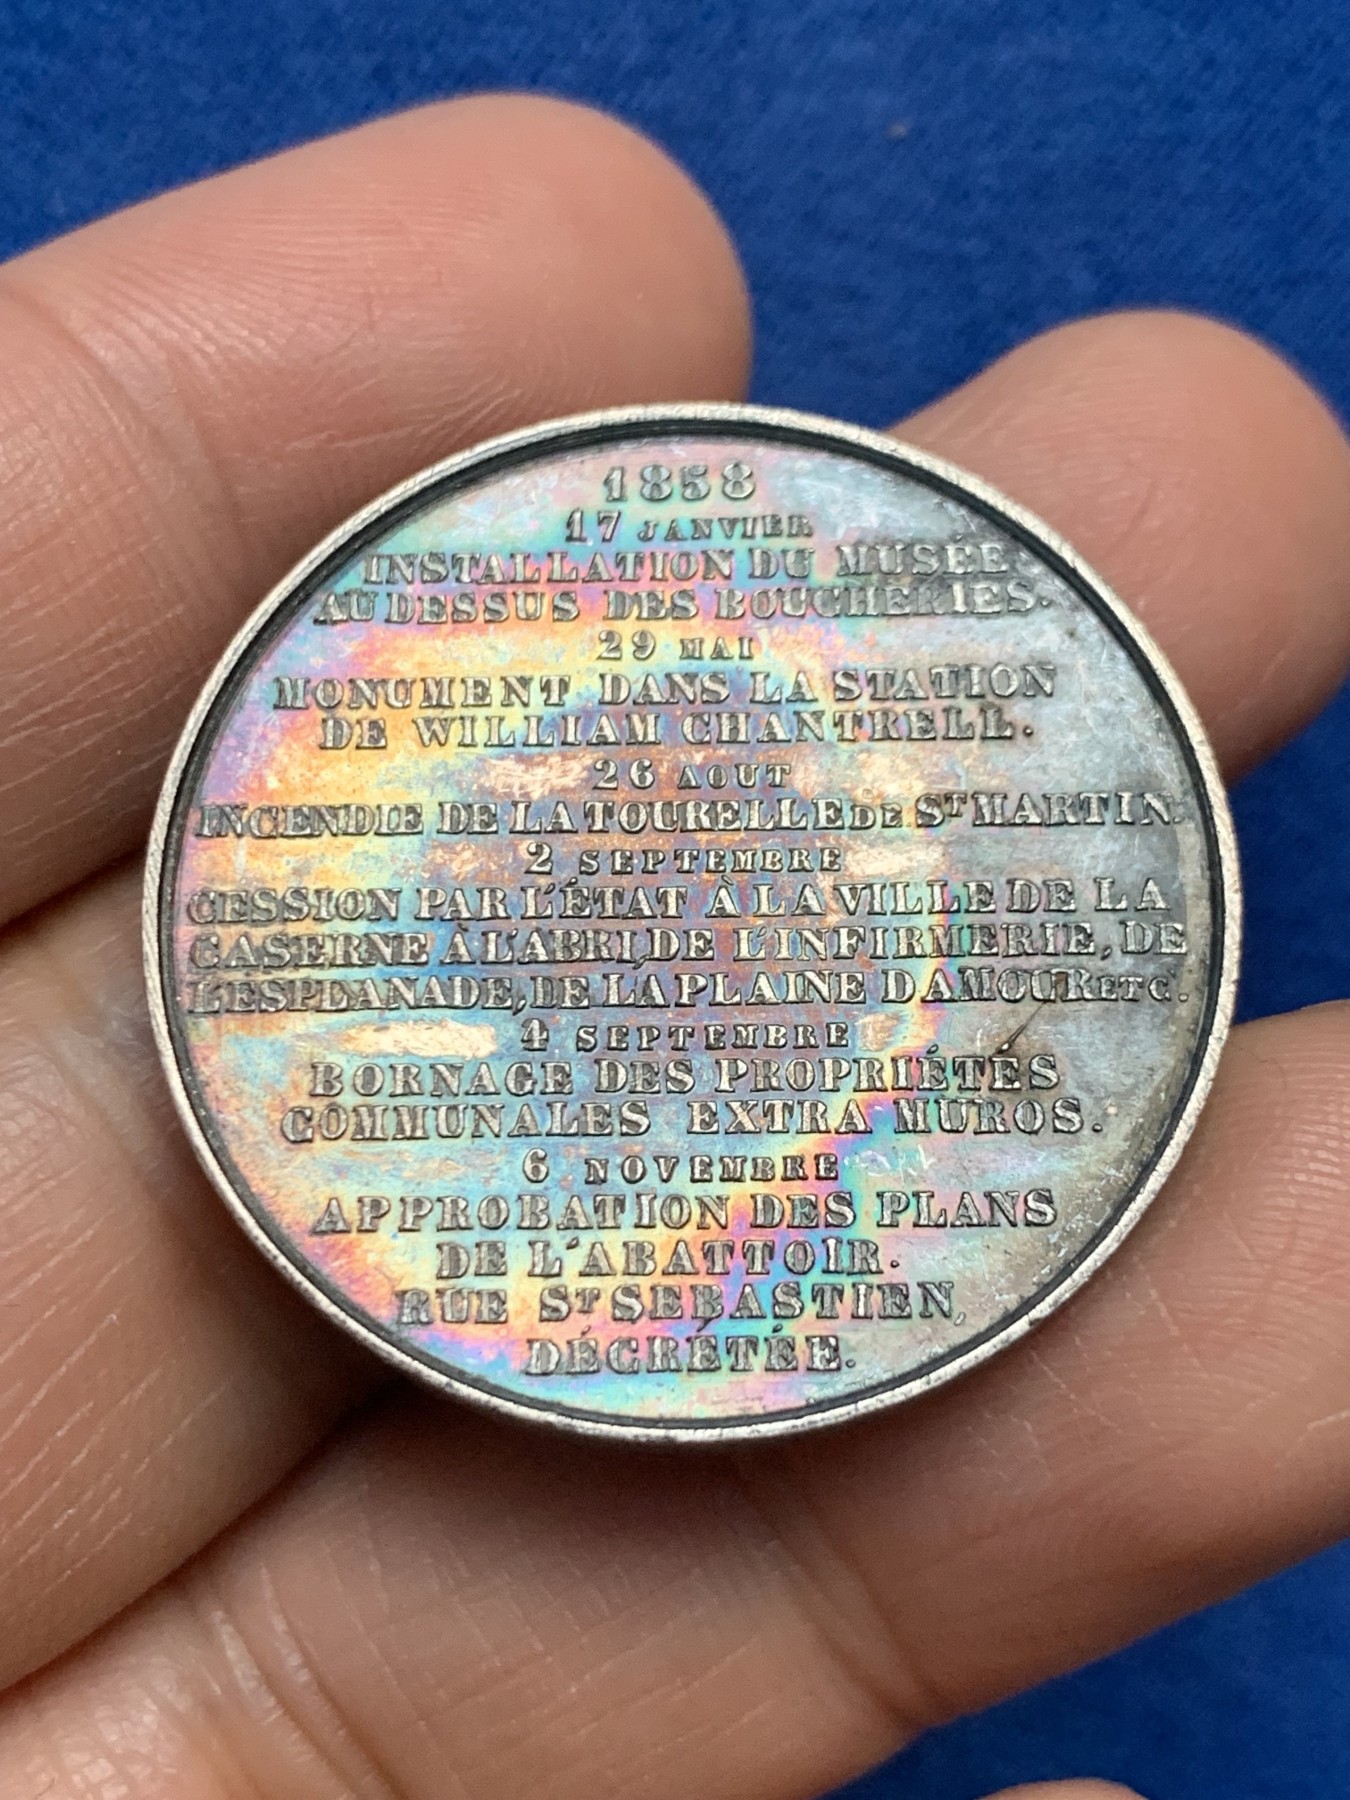 1858
17 JANVIER
INSTALLATION DU MUSÉE
AU DESSUS DES BOUCHERIES.
29 MAI
MONUMENT DANS LA STATION
DE WILLIAM CHANTRELL.
26 AOUT
INCENDIE DE LA TOURELLE DE ST MARTIN.
2 SEPTEMBRE
CESSION PAR L'ÉTAT À LA VILLE DE LA
CASERNE À L'ABRI, DE L'INFIRMERIE, DE
L'ESPLANADE, DE LA PLAINE D'AMOUR ETC.
4 SEPTEMBRE
BORNAGE DES PROPRIÉTÉS
COMMUNALES EXTRA MUROS.
6 NOVEMBRE
APPROBATION DES PLANS
DE L'ABATTOIR.
RUE ST SEBASTIEN,
DÉCRÉTÉE.